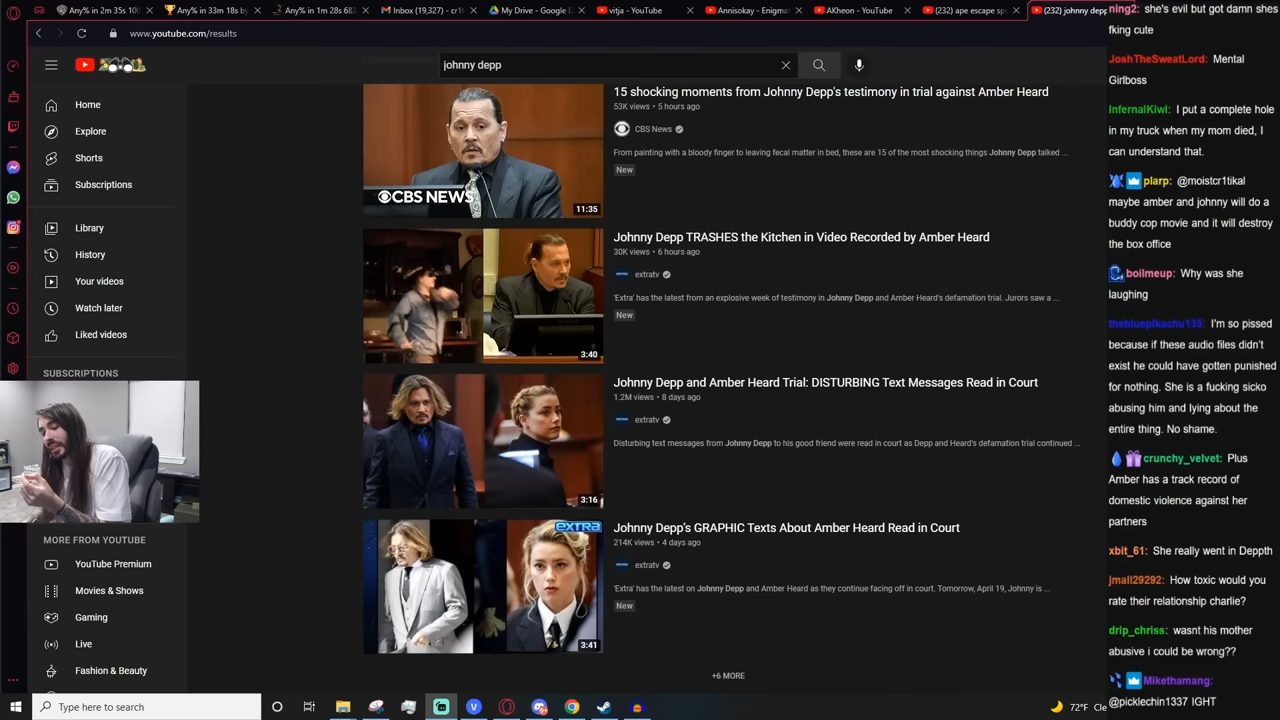 Any% in 2m 35s 100
Any% in 33m 18s by
Any% in 1m 28s 683
Inbox (19,327) - cr1t
My Drive - Google D
vitja - YouTube
Annisokay - Enigma
AKheon - YouTube
(232) ape escape sp
(232) johnny depp
www.youtube.com/results
johnny depp
Home
Explore
Shorts
Subscriptions
Library
History
Your videos
Watch later
Liked videos
SUBSCRIPTIONS
MORE FROM YOUTUBE
YouTube Premium
Movies & Shows
Gaming
Live
Fashion & Beauty
CBS NEWS
11:35
15 shocking moments from Johnny Depp's testimony in trial against Amber Heard
53K views • 5 hours ago
CBS News
From painting with a bloody finger to leaving fecal matter in bed, these are 15 of the most shocking things Johnny Depp talked ...
New
3:40
Johnny Depp TRASHES the Kitchen in Video Recorded by Amber Heard
30K views • 6 hours ago
extratv
'Extra' has the latest from an explosive week of testimony in Johnny Depp and Amber Heard's defamation trial. Jurors saw a ...
New
3:16
Johnny Depp and Amber Heard Trial: DISTURBING Text Messages Read in Court
1.2M views • 8 days ago
extratv
Disturbing text messages from Johnny Depp to his good friend were read in court as Depp and Heard's defamation trial continued ...
EXTRA
3:41
Johnny Depp's GRAPHIC Texts About Amber Heard Read in Court
214K views • 4 days ago
extratv
'Extra' has the latest on Johnny Depp and Amber Heard as they continue facing off in court. Tomorrow, April 19, Johnny is ...
New
+6 MORE
ning2: she's evil but got damn she
fking cute
JoshTheSweatLord: Mental
Girlboss
InfernalKiwi: I put a complete hole
in my truck when my mom died, I
can understand that.
plarp: @moistcr1tikal
maybe amber and johnny will do a
buddy cop movie and it will destroy
the box office
boilmeup: Why was she
laughing
thebluepikachu135: I'm so pissed
because if these audio files didn't
exist he could have gotten punished
for nothing. She is a fucking sicko
abusing him and lying about the
entire thing. No shame.
crunchy_velvet: Plus
Amber has a track record of
domestic violence against her
partners
xbit_61: She really went in Deppth
jmall29292: How toxic would you
rate their relationship charlie?
drip_chriss: wasnt his mother
abusive i could be wrong??
Mikethamang:
@picklechin1337 IGHT
Type here to search
72°F Cle